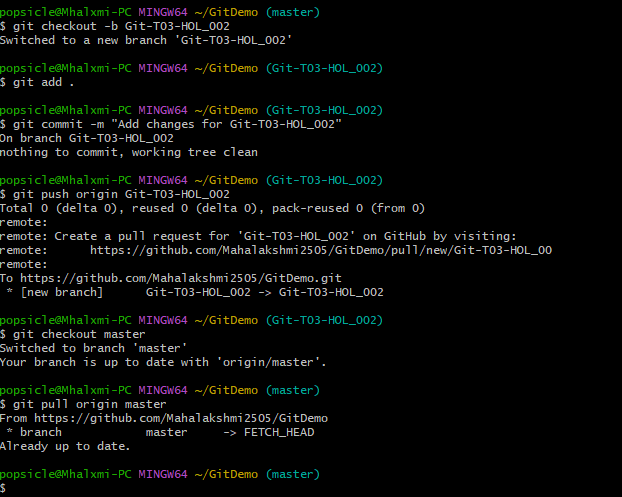 popsicle@Mhalxmi-PC MINGW64 ~/GitDemo (master)
$ git checkout -b Git-T03-HOL_002
Switched to a new branch 'Git-T03-HOL_002'
popsicle@Mhalxmi-PC MINGW64 ~/GitDemo (Git-T03-HOL_002)
$ git add .
popsicle@Mhalxmi-PC MINGW64 ~/GitDemo (Git-T03-HOL_002)
$ git commit -m "Add changes for Git-T03-HOL_002"
On branch Git-T03-HOL_002
nothing to commit, working tree clean
popsicle@Mhalxmi-PC MINGW64 ~/GitDemo (Git-T03-HOL_002)
$ git push origin Git-T03-HOL_002
Total 0 (delta 0), reused 0 (delta 0), pack-reused 0 (from 0)
remote:
remote: Create a pull request for 'Git-T03-HOL_002' on GitHub by visiting:
remote:      https://github.com/Mahalakshmi2505/GitDemo/pull/new/Git-T03-HOL_00
remote:
To https://github.com/Mahalakshmi2505/GitDemo.git
 * [new branch]      Git-T03-HOL_002 -> Git-T03-HOL_002
popsicle@Mhalxmi-PC MINGW64 ~/GitDemo (Git-T03-HOL_002)
$ git checkout master
Switched to branch 'master'
Your branch is up to date with 'origin/master'.
popsicle@Mhalxmi-PC MINGW64 ~/GitDemo (master)
$ git pull origin master
From https://github.com/Mahalakshmi2505/GitDemo
 * branch            master     -> FETCH_HEAD
Already up to date.
popsicle@Mhalxmi-PC MINGW64 ~/GitDemo (master)
$